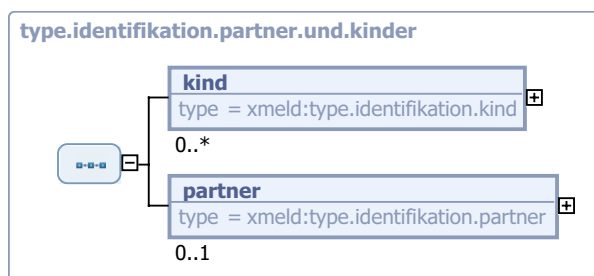 type.identifikation.partner.und.kinder
kind
type = xmeld:type.identifikation.kind
0..*
partner
type = xmeld:type.identifikation.partner
0..1